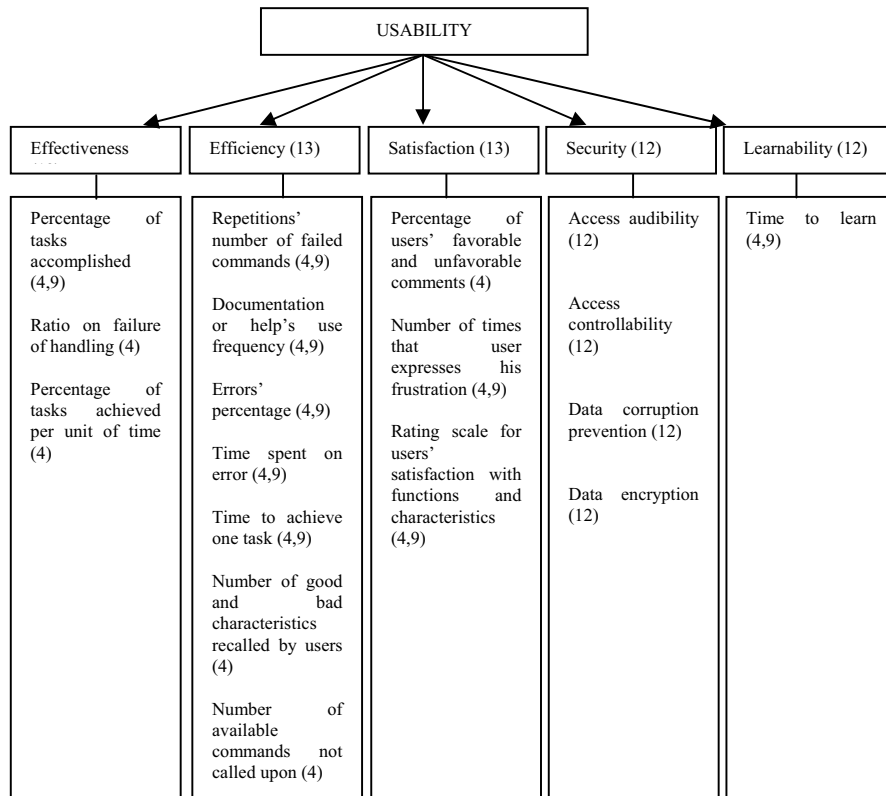 USABILITY
Effectiveness
Efficiency (13)
Satisfaction (13)
Security (12)
Learnability (12)
Percentage of
tasks
accomplished
(4,9)
Ratio on failure
of handling (4)
Percentage of
tasks achieved
per unit of time
(4)
Repetitions’
number of failed
commands (4,9)
Documentation
or help’s use
frequency (4,9)
Errors’
percentage (4,9)
Time spent on
error (4,9)
Time to achieve
one task (4,9)
Number of good
and bad
characteristics
recalled by users
(4)
Number of
available
commands not
called upon (4)
Percentage of
users’ favorable
and unfavorable
comments (4)
Number of times
that user
expresses his
frustration (4,9)
Rating scale for
users’
satisfaction with
functions and
characteristics
(4,9)
Access audibility
(12)
Access
controllability
(12)
Data corruption
prevention (12)
Data encryption
(12)
Time to learn
(4,9)